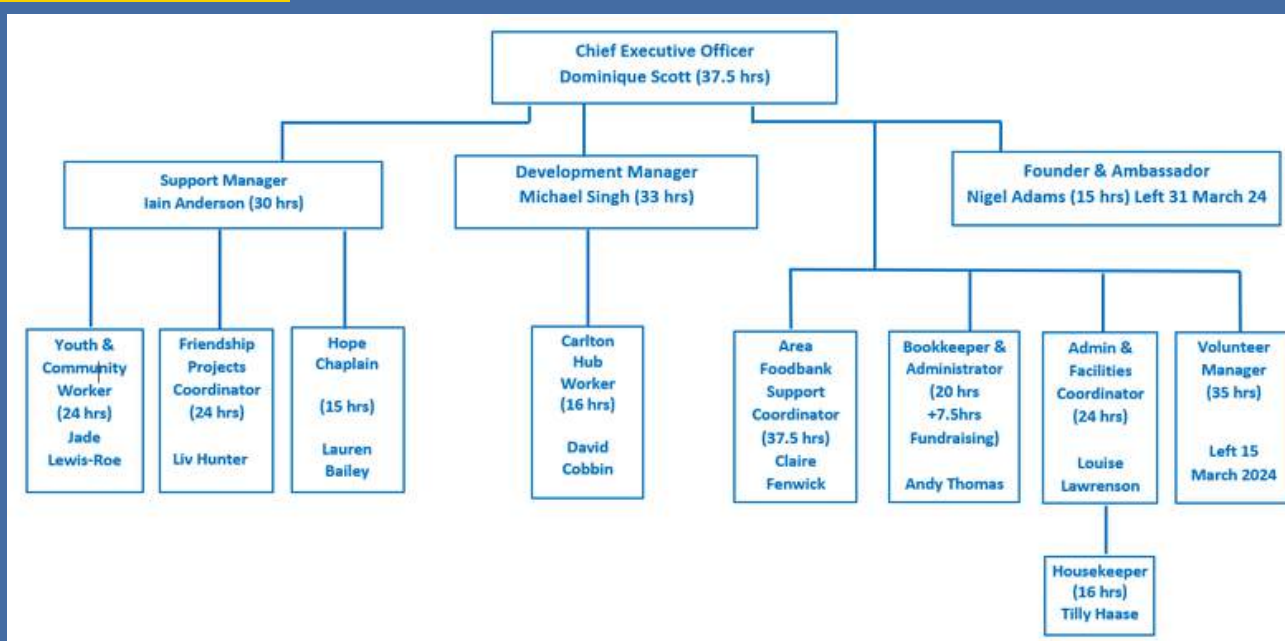 Chief Executive Officer
Dominique Scott (37.5 hrs)
Support Manager
Iain Anderson (30 hrs)
Development Manager
Michael Singh (33 hrs)
Founder & Ambassador
Nigel Adams (15 hrs) Left 31 March 24
Youth &
Community
Worker
(24 hrs)
Jade
Lewis-Roe
Friendship
Projects
Coordinator
(24 hrs)
Liv Hunter
Hope
Chaplain
(15 hrs)
Lauren
Bailey
Carlton
Hub
Worker
(16 hrs)
David
Cobbin
Area
Foodbank
Support
Coordinator
(37.5 hrs)
Claire
Fenwick
Bookkeeper &
Administrator
(20 hrs
+7.5hrs
Fundraising)
Andy Thomas
Admin &
Facilities
Coordinator
(24 hrs)
Louise
Lawrenson
Volunteer
Manager
(35 hrs)
Left 15
March 2024
Housekeeper
(16 hrs)
Tilly Haase